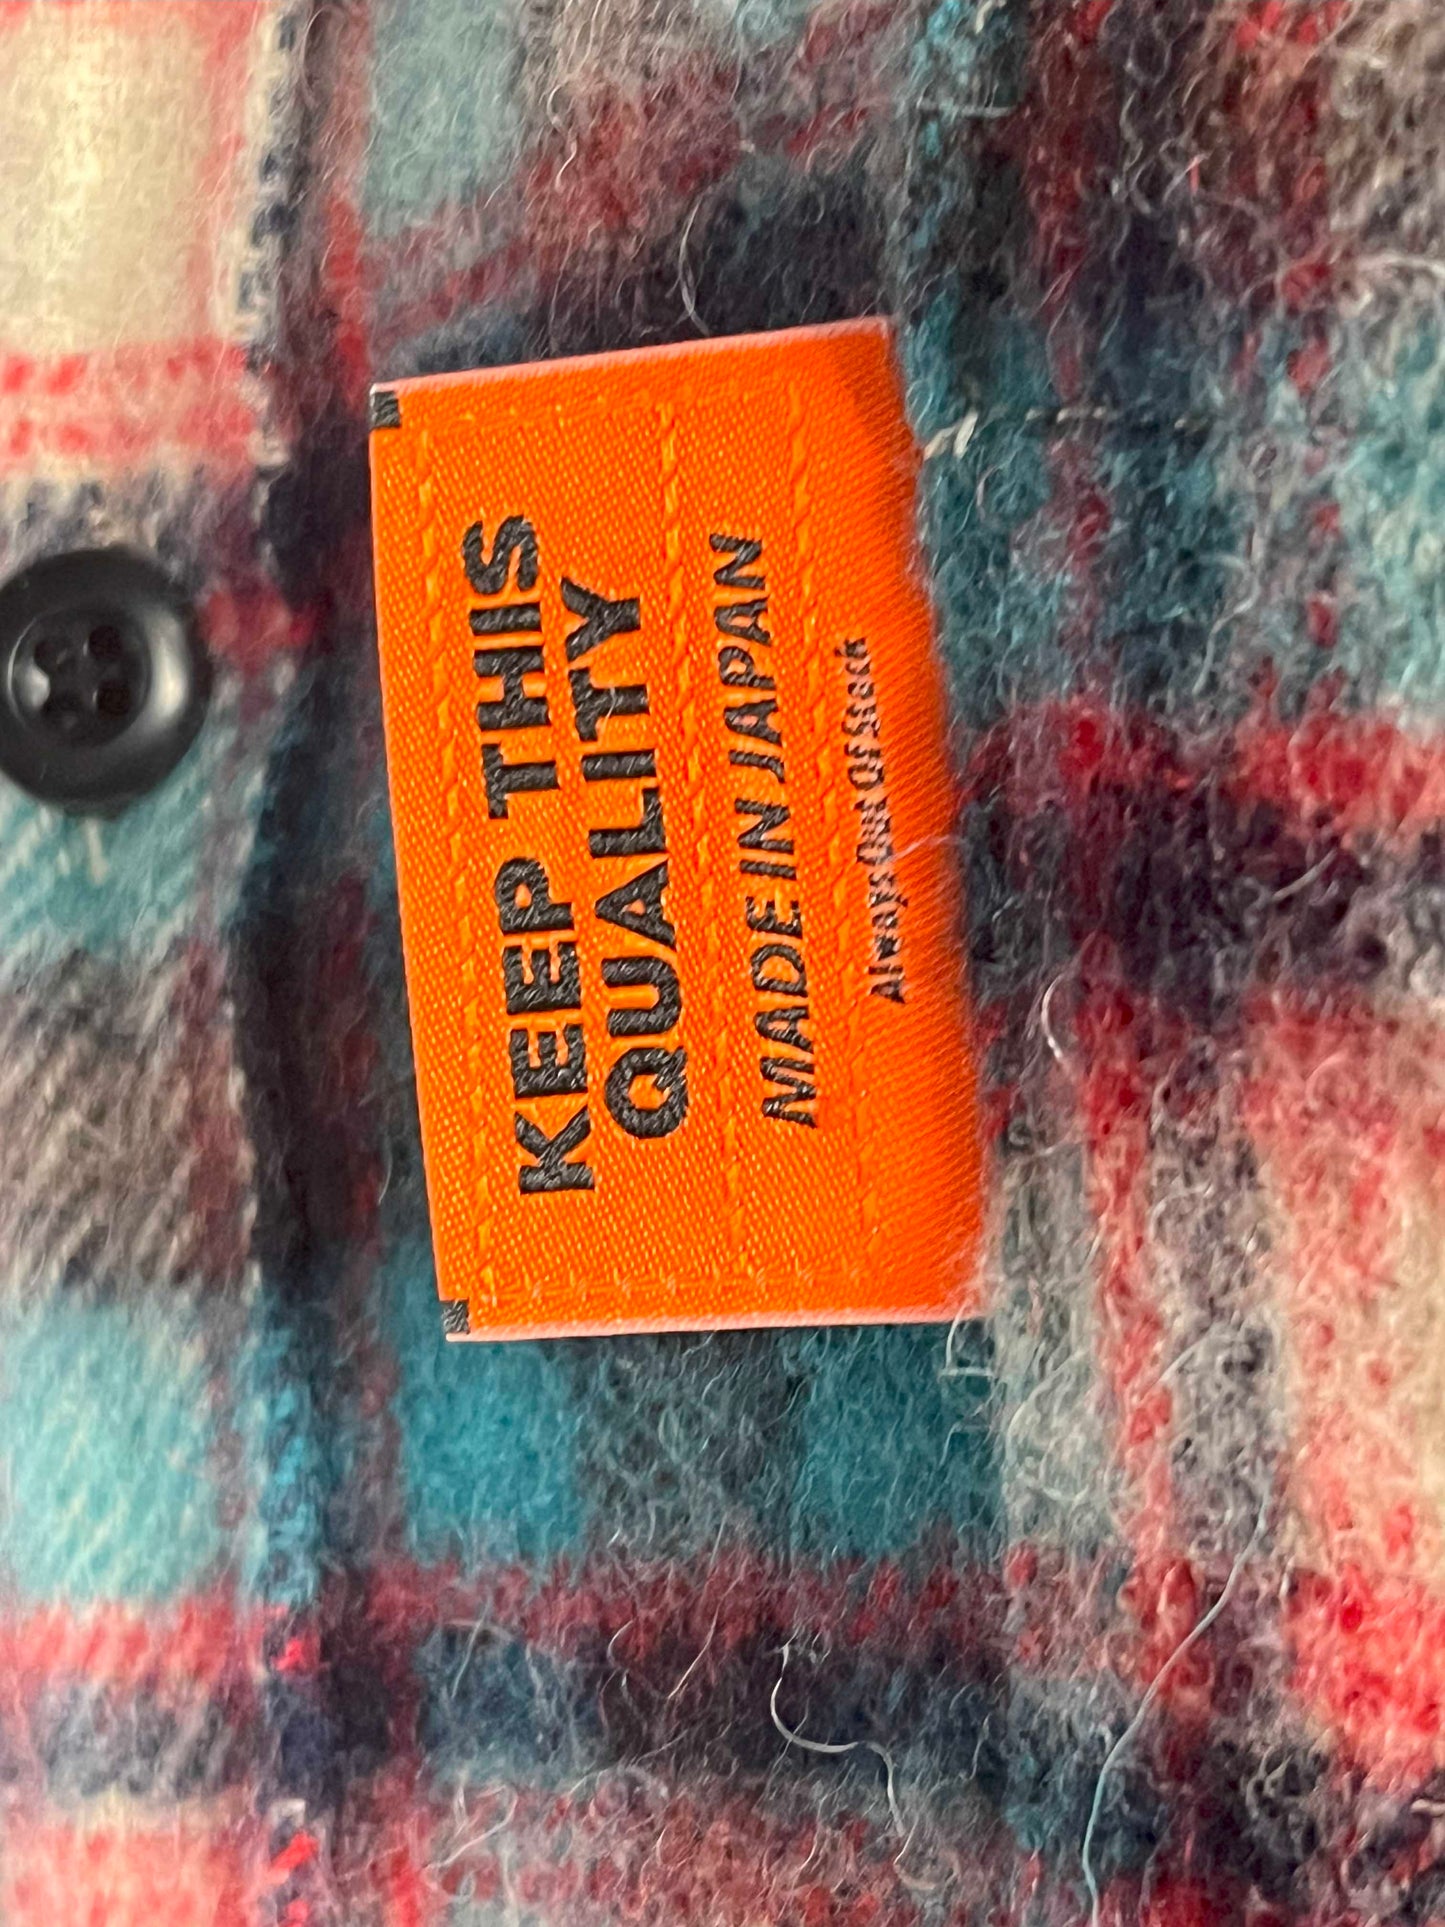 KEEP THIS
QUALITY
MADE IN JAPAN
Always Out Of Stock